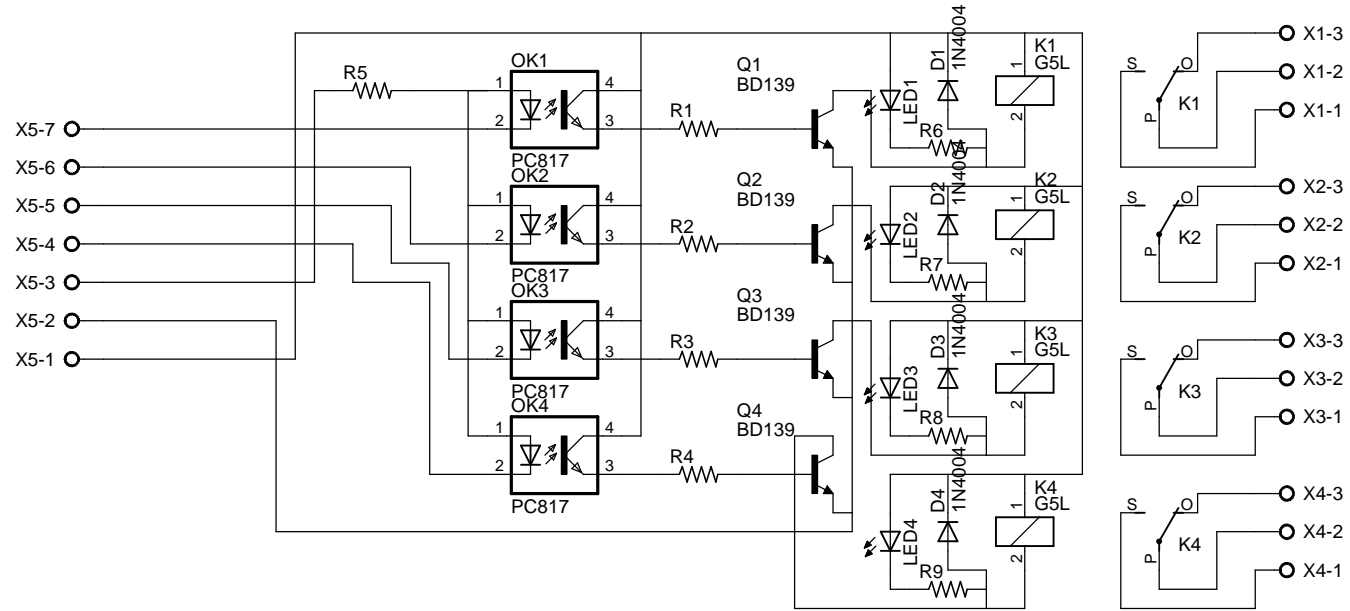 X5-7
X5-6
X5-5
X5-4
X5-3
X5-2
X5-1
R5
OK1
1
2
4
3
PC817
OK2
1
2
4
3
PC817
OK3
1
2
4
3
PC817
OK4
1
2
4
3
PC817
R1
R2
R3
R4
Q1
BD139
Q2
BD139
Q3
BD139
Q4
BD139
LED1
D1
1N4004
R6
K1
G5L
1
2
LED2
D2
1N4004
R7
K2
G5L
1
2
LED3
D3
1N4004
R8
K3
G5L
1
2
LED4
D4
1N4004
R9
K4
G5L
1
2
S
O
P
K1
X1-3
X1-2
X1-1
S
O
P
K2
X2-3
X2-2
X2-1
S
O
P
K3
X3-3
X3-2
X3-1
S
O
P
K4
X4-3
X4-2
X4-1